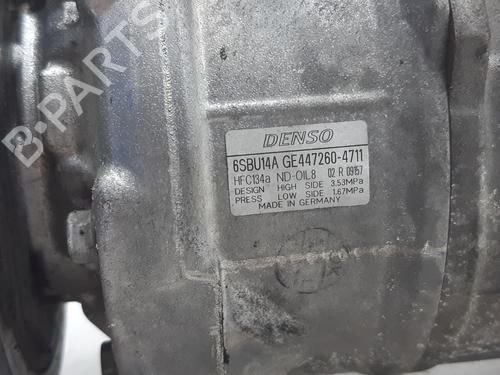 B-PARTS
DENSO
6SBU14A GE447260-4711
HFC134a ND-OIL8 02 R 09157
DESIGN HIGH SIDE 3.53MPa
PRESS LOW SIDE 1.67MPa
MADE IN GERMANY